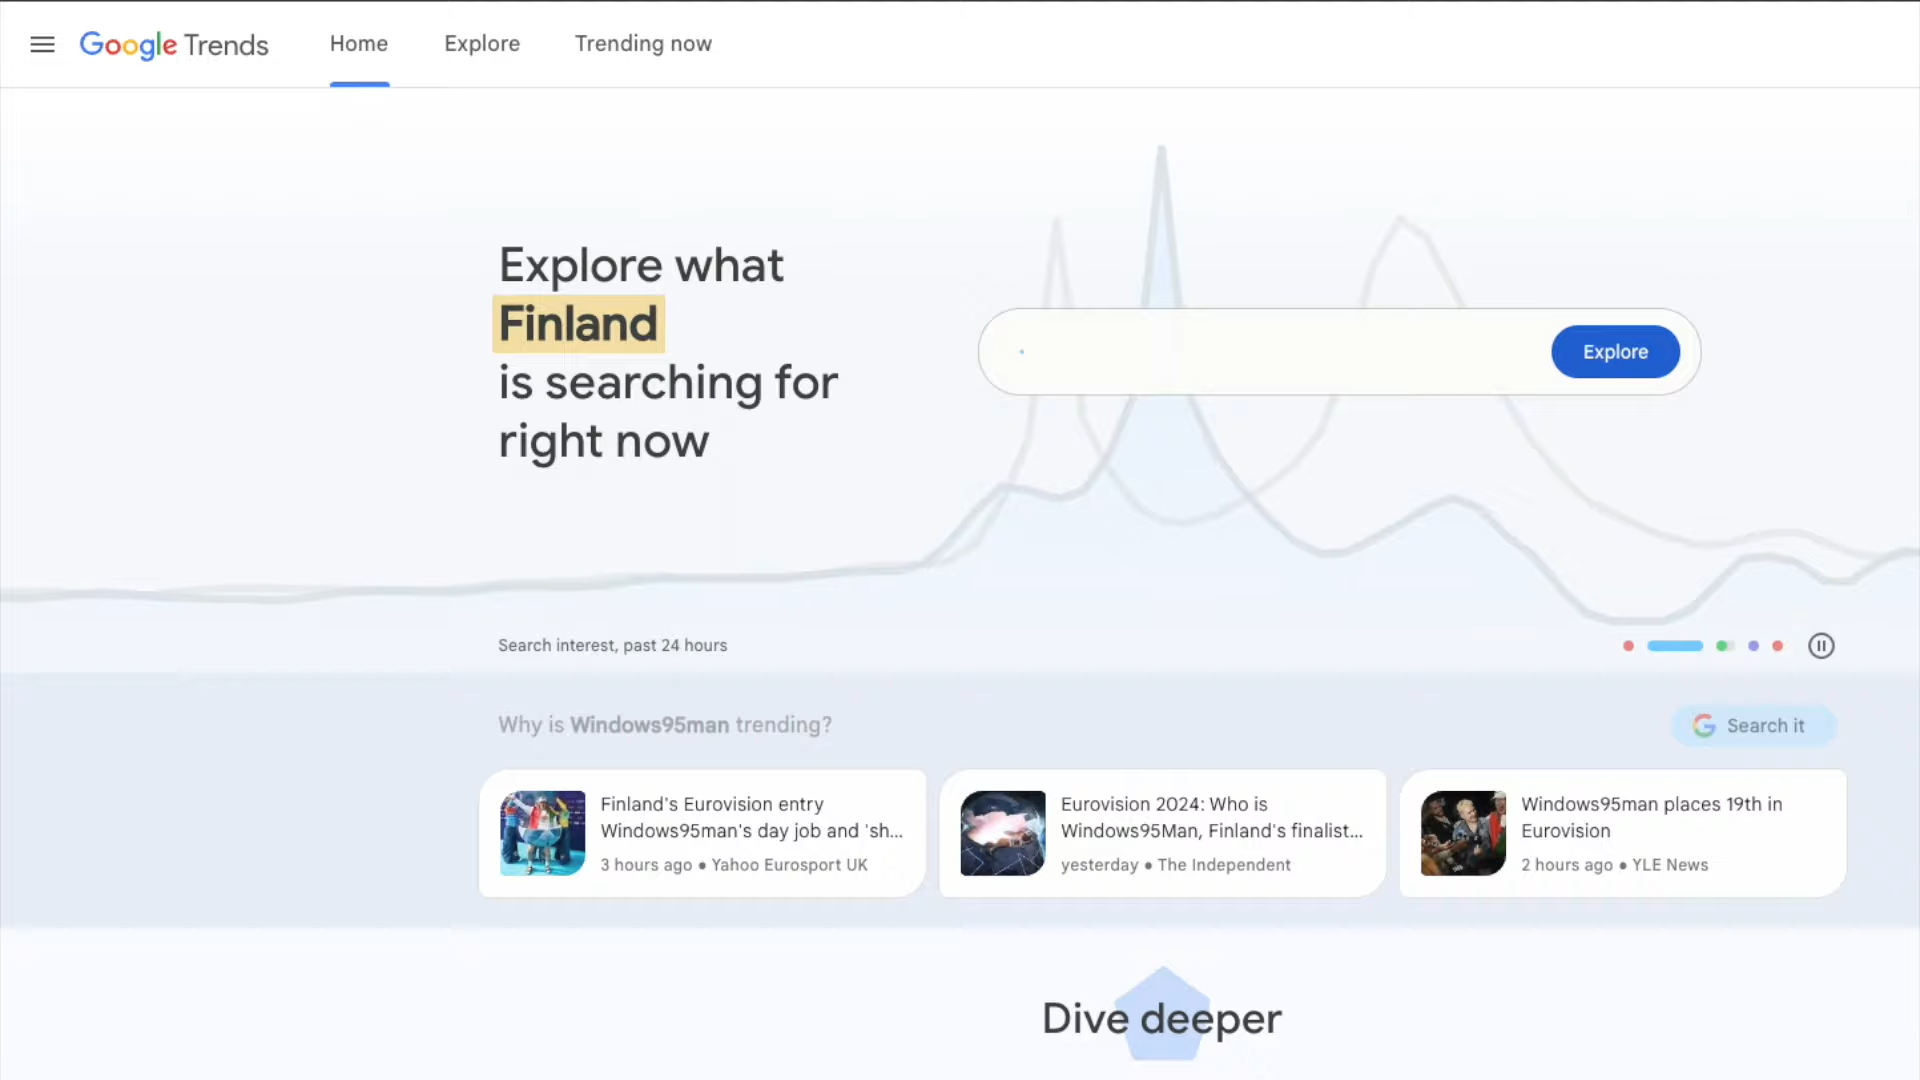 Google Trends
Home
Explore
Trending now
Explore what
Finland
is searching for
right now
Explore
Search interest, past 24 hours
Why is Windows95man trending?
Search it
Finland's Eurovision entry
Windows95man's day job and 'sh...
3 hours ago • Yahoo Eurosport UK
Eurovision 2024: Who is
Windows95Man, Finland's finalist...
yesterday • The Independent
Windows95man places 19th in
Eurovision
2 hours ago • YLE News
Dive deeper